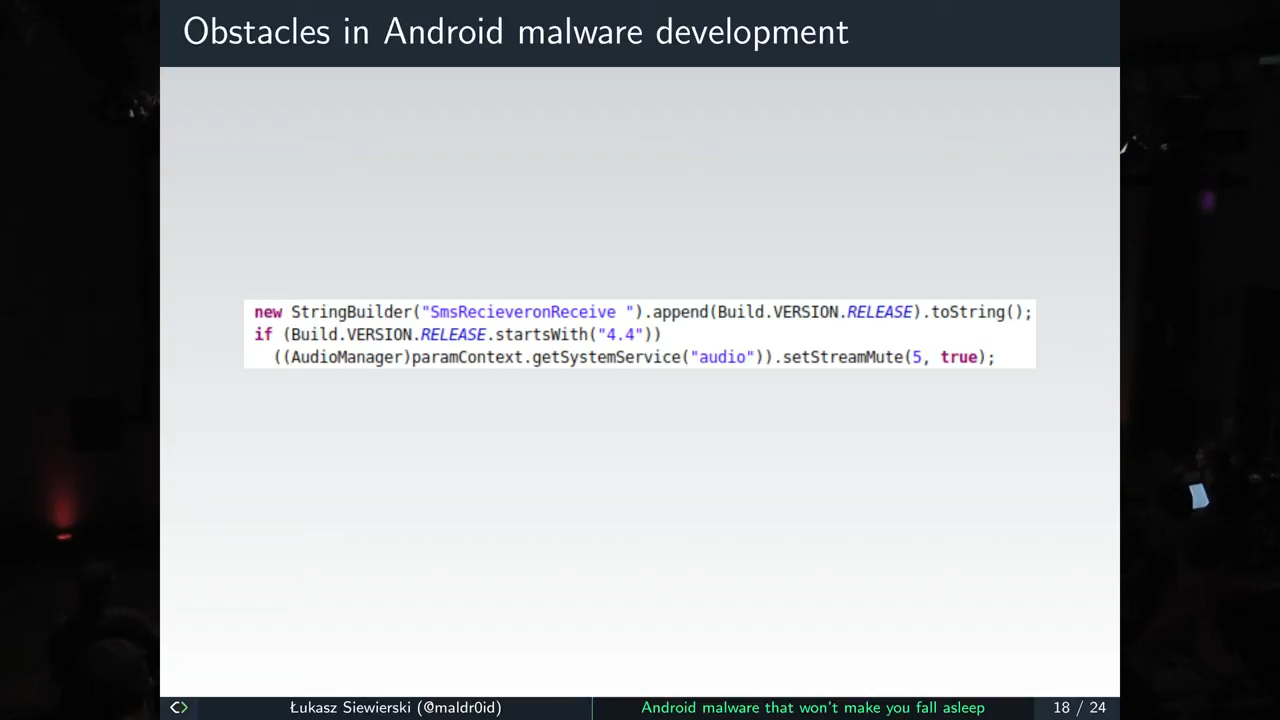 Obstacles in Android malware development
new StringBuilder("SmsRecieveronReceive ").append(Build.VERSION.RELEASE).toString();
if (Build.VERSION.RELEASE.startsWith("4.4"))
((AudioManager)paramContext.getSystemService("audio")).setStreamMute(5, true);
Łukasz Siewierski (@maldr0id)
Android malware that won't make you fall asleep
18 / 24